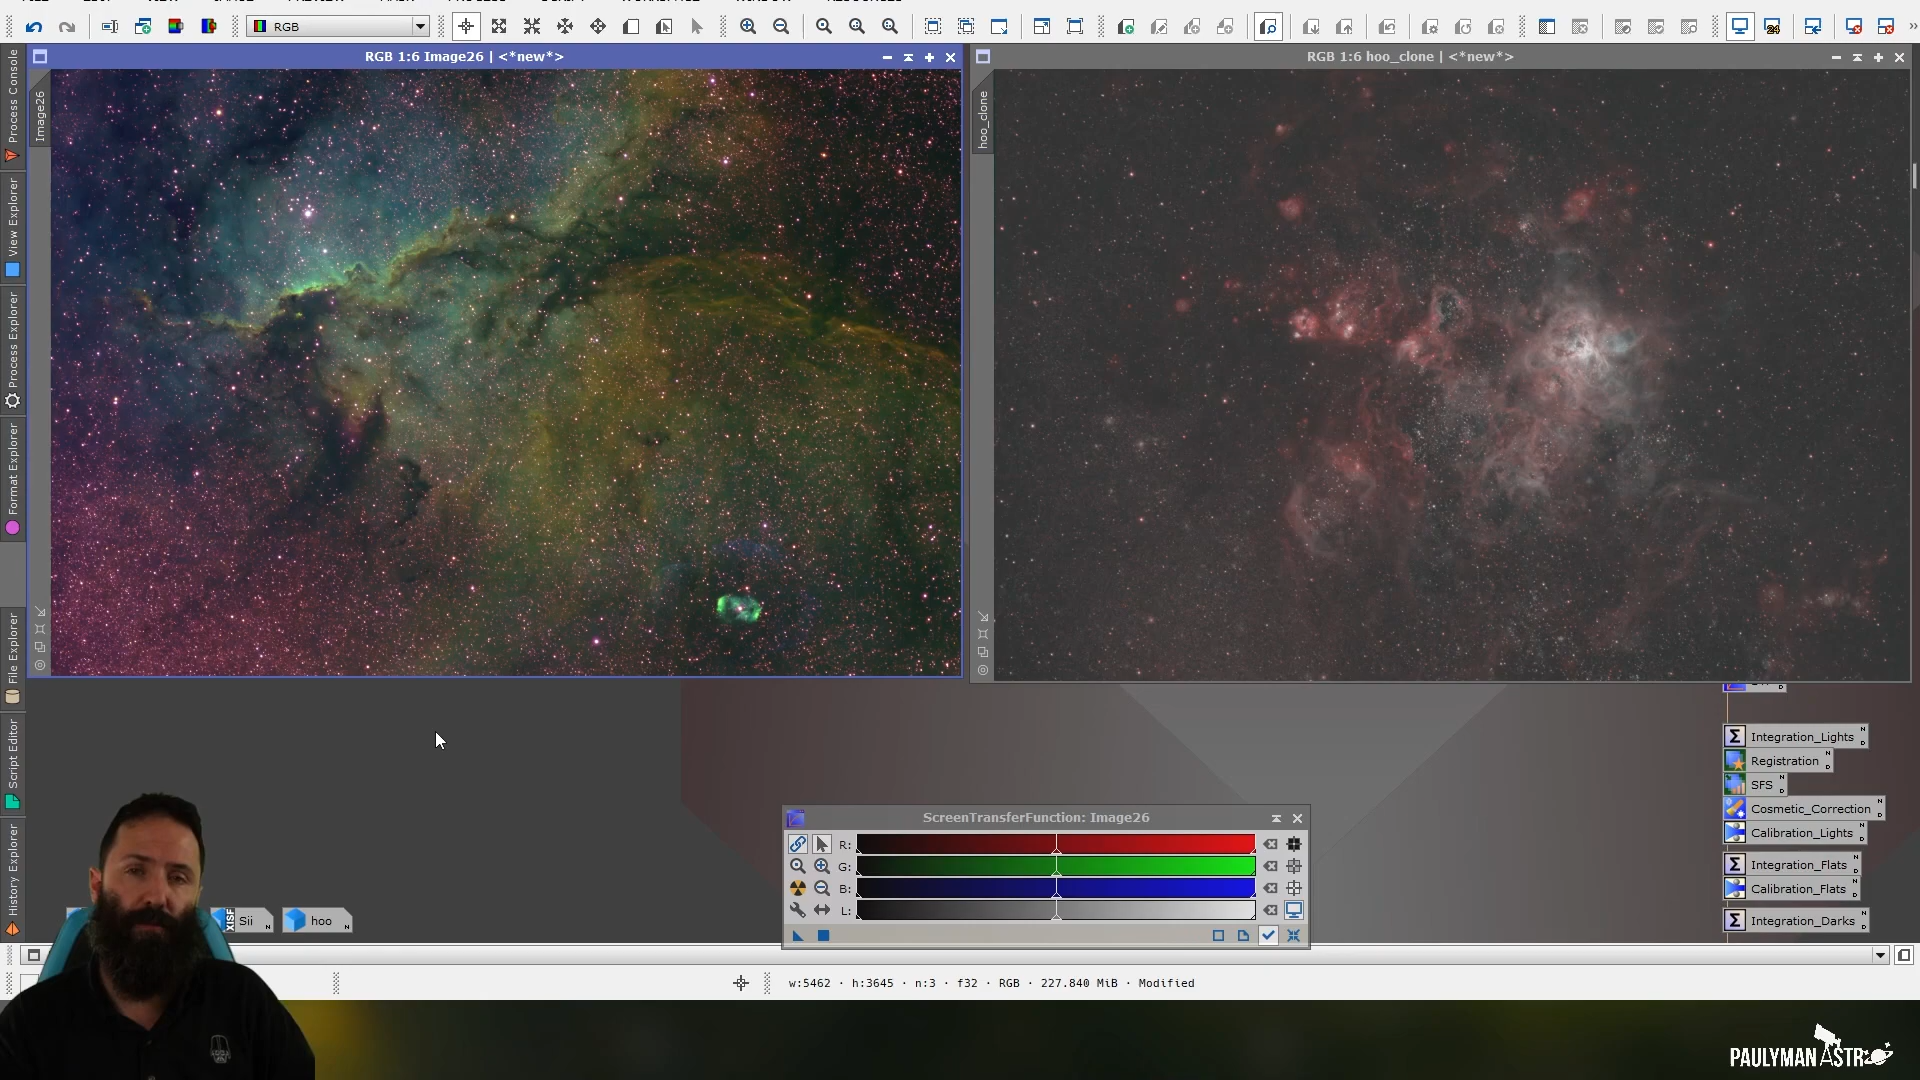 RGB
RGB 1:6 Image26 | <*new*>
RGB 1:6 hoo_clone | <*new*>
Process Console
View Explorer
Process Explorer
Format Explorer
File Explorer
Script Editor
History Explorer
Image26
hoo_clone
Integration_Lights
Registration
SFS
Cosmetic_Correction
Calibration_Lights
Integration_Flats
Calibration_Flats
Integration_Darks
ScreenTransferFunction: Image26
R:
G:
B:
L:
XISF
Sii
hoo
w:5462 · h:3645 · n:3 · f32 · RGB · 227.840 MiB · Modified
PAULYMAN ASTRO